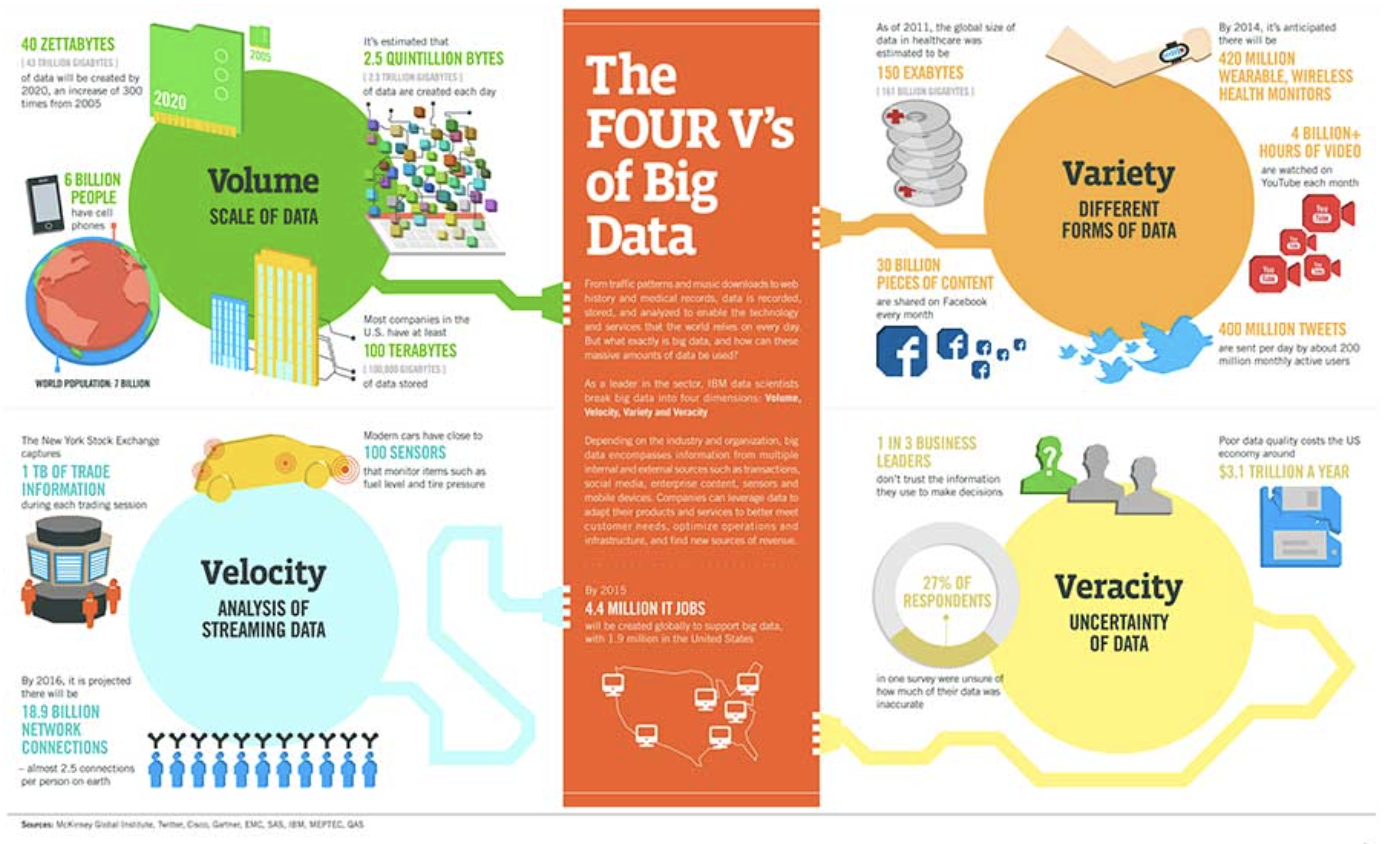 40 ZETTABYTES
[ 43 TRILLION GIGABYTES ]
of data will be created by
2020, an increase of 300
times from 2005
2020
2005
It's estimated that
2.5 QUINTILLION BYTES
[ 2.3 TRILLION GIGABYTES ]
of data are created each day
6 BILLION
PEOPLE
have cell
phones
WORLD POPULATION: 7 BILLION
Volume
SCALE OF DATA
Most companies in the
U.S. have at least
100 TERABYTES
[ 100,000 GIGABYTES ]
of data stored
The New York Stock Exchange
captures
1 TB OF TRADE
INFORMATION
during each trading session
Modern cars have close to
100 SENSORS
that monitor items such as
fuel level and tire pressure
Velocity
ANALYSIS OF
STREAMING DATA
By 2016, it is projected
there will be
18.9 BILLION
NETWORK
CONNECTIONS
– almost 2.5 connections
per person on earth
The
FOUR V's
of Big
Data
From traffic patterns and music downloads to web
history and medical records, data is recorded,
stored, and analyzed to enable the technology
and services that the world relies on every day.
But what exactly is big data, and how can these
massive amounts of data be used?
As a leader in the sector, IBM data scientists
break big data into four dimensions: Volume,
Velocity, Variety and Veracity
Depending on the industry and organization, big
data encompasses information from multiple
internal and external sources such as transactions,
social media, enterprise content, sensors and
mobile devices. Companies can leverage data to
adapt their products and services to better meet
customer needs, optimize operations and
infrastructure, and find new sources of revenue.
By 2015
4.4 MILLION IT JOBS
will be created globally to support big data,
with 1.9 million in the United States
As of 2011, the global size of
data in healthcare was
estimated to be
150 EXABYTES
[ 161 BILLION GIGABYTES ]
By 2014, it's anticipated
there will be
420 MILLION
WEARABLE, WIRELESS
HEALTH MONITORS
4 BILLION+
HOURS OF VIDEO
are watched on
YouTube each month
You
Tube
You
Tube
You
Tube
You
Tube
Variety
DIFFERENT
FORMS OF DATA
30 BILLION
PIECES OF CONTENT
are shared on Facebook
every month
f
f
f
f
f
f
400 MILLION TWEETS
are sent per day by about 200
million monthly active users
1 IN 3 BUSINESS
LEADERS
don't trust the information
they use to make decisions
?
Poor data quality costs the US
economy around
$3.1 TRILLION A YEAR
27% OF
RESPONDENTS
in one survey were unsure of
how much of their data was
inaccurate
Veracity
UNCERTAINTY
OF DATA
Sources: McKinsey Global Institute, Twitter, Cisco, Gartner, EMC, SAS, IBM, MEPTEC, QAS